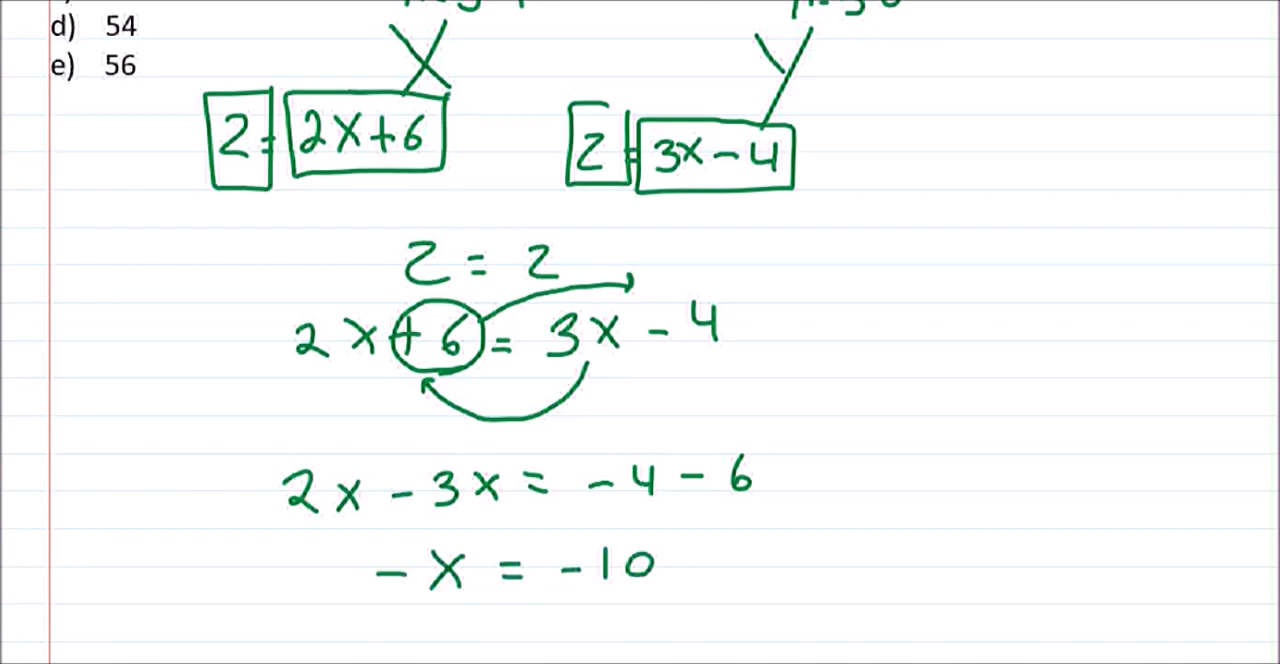 d) 54
e) 56
X Y
2 = 2X+6 2 = 3x - 4
2 = 2
2x + 6 = 3x - 4
2x - 3x = -4 - 6
- x = -10